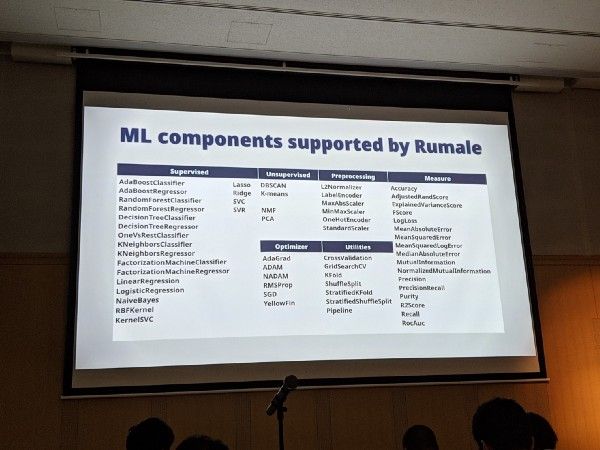 ML components supported by Rumale
Supervised
AdaBoostClassifier
AdaBoostRegressor
RandomForestClassifier
RandomForestRegressor
DecisionTreeClassifier
DecisionTreeRegressor
OneVsRestClassifier
KNeighborsClassifier
KNeighborsRegressor
FactorizationMachineClassifier
FactorizationMachineRegressor
LinearRegression
LogisticRegression
NaiveBayes
RBFKernel
KernelSVC
Lasso
Ridge
SVC
SVR
Unsupervised
DBSCAN
K-means
NMF
PCA
Preprocessing
L2Normalizer
LabelEncoder
MaxAbsScaler
MinMaxScaler
OneHotEncoder
StandardScaler
Optimizer
AdaGrad
ADAM
NADAM
RMSProp
SGD
YellowFin
Utilities
CrossValidation
GridSearchCV
KFold
ShuffleSplit
StratifiedKFold
StratifiedShuffleSplit
Pipeline
Measure
Accuracy
AdjustedRandScore
ExplainedVarianceScore
FScore
LogLoss
MeanAbsoluteError
MeanSquaredError
MeanSquaredLogError
MedianAbsoluteError
MutualInformation
NormalizedMutualInformation
Precision
PrecisionRecall
Purity
R2Score
Recall
RocAuc